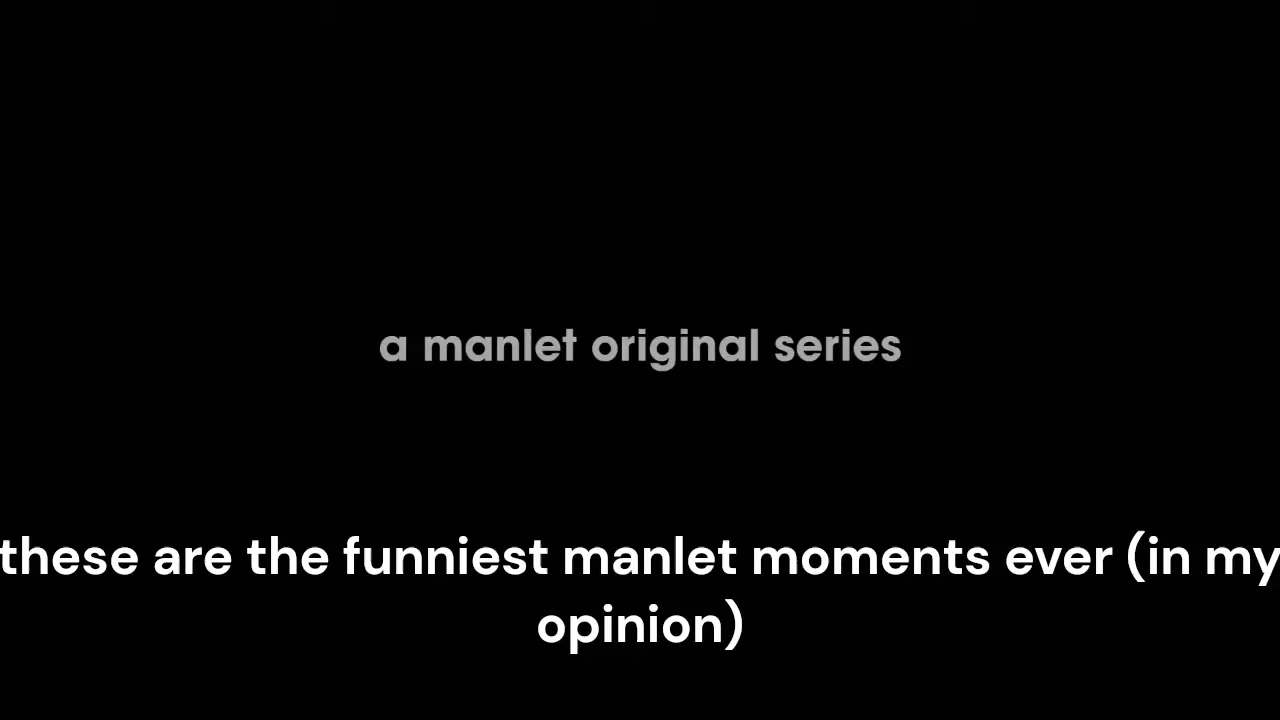 a manlet original series
these are the funniest manlet moments ever (in my
opinion)